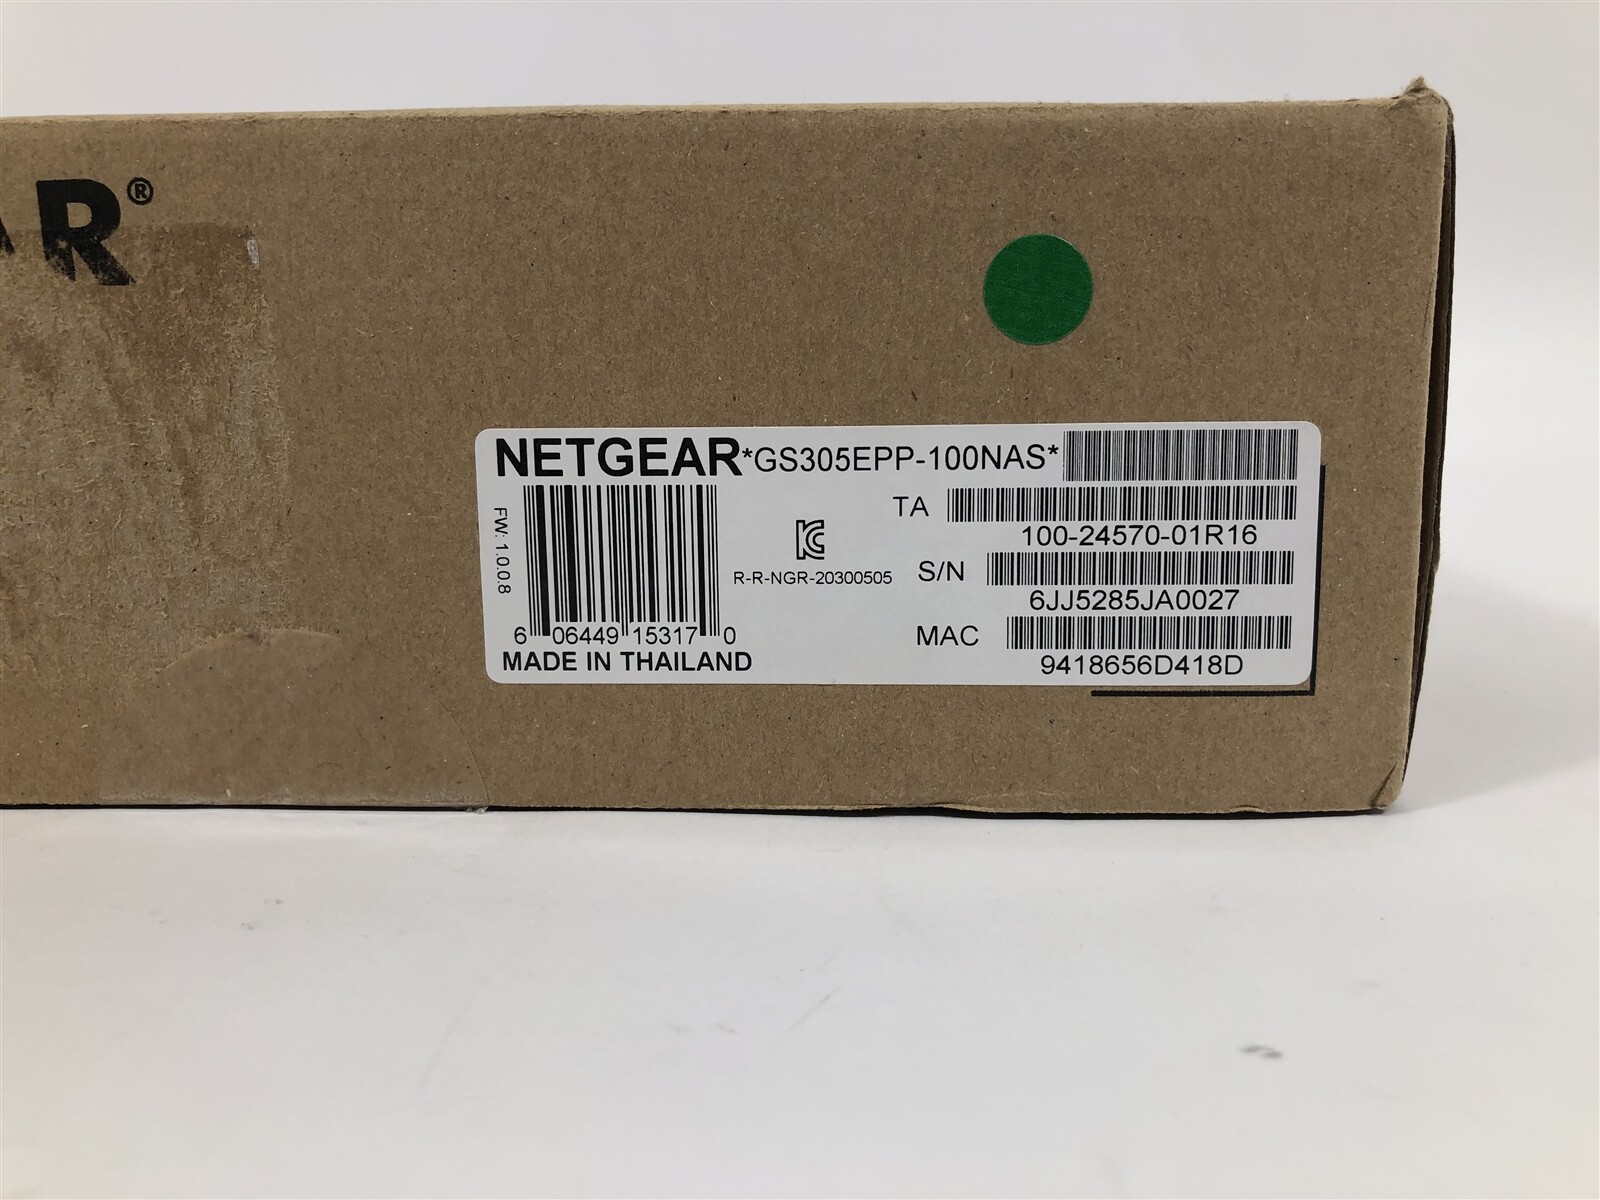 R®
NETGEAR *GS305EPP-100NAS*
TA
100-24570-01R16
FW: 1.0.0.8
R-R-NGR-20300505
S/N
6JJ5285JA0027
6 06449 15317 0
MAC
9418656D418D
MADE IN THAILAND